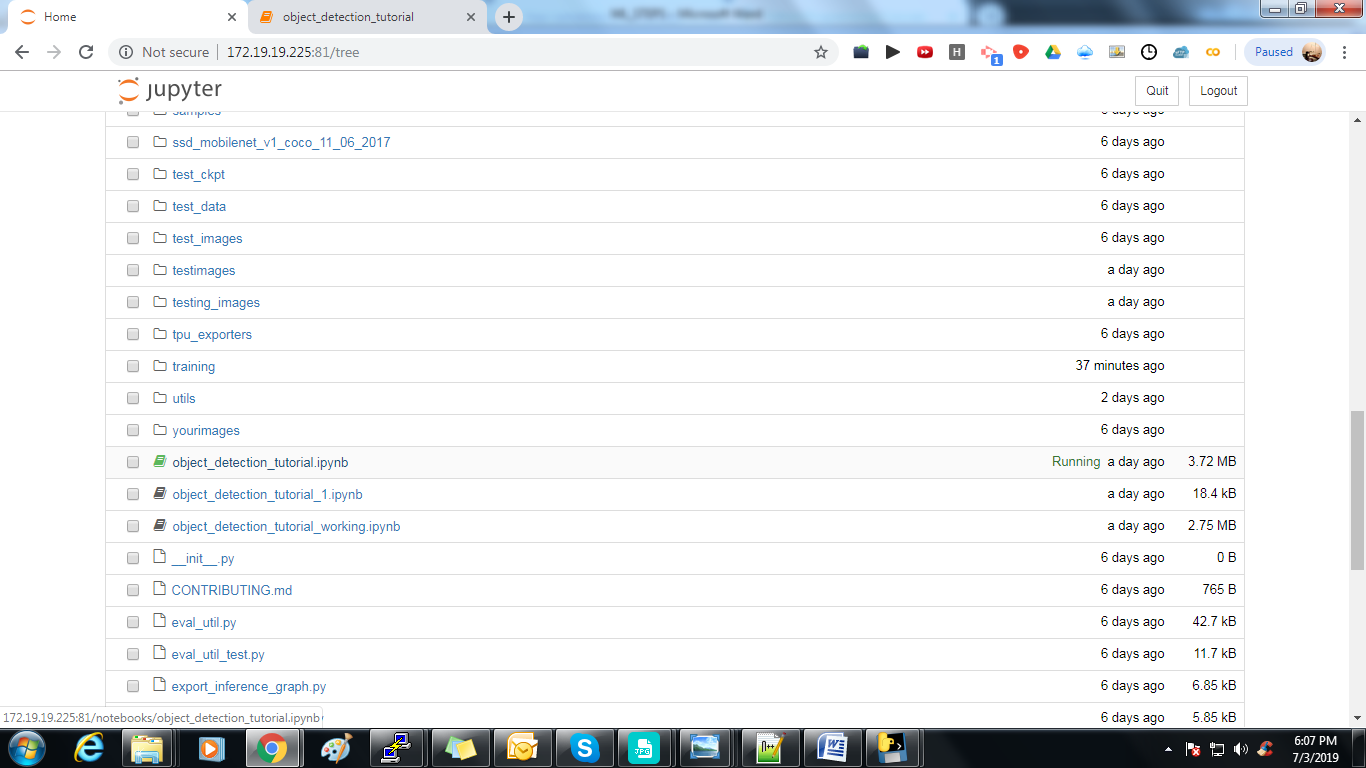 Home
object_detection_tutorial
ML_STEPS - Microsoft Word
Not secure | 172.19.19.225:81/tree
1
Paused
jupyter
Quit
Logout
samples 6 days ago
ssd_mobilenet_v1_coco_11_06_2017 6 days ago
test_ckpt 6 days ago
test_data 6 days ago
test_images 6 days ago
testimages a day ago
testing_images a day ago
tpu_exporters 6 days ago
training 37 minutes ago
utils 2 days ago
yourimages 6 days ago
object_detection_tutorial.ipynb Running a day ago 3.72 MB
object_detection_tutorial_1.ipynb a day ago 18.4 kB
object_detection_tutorial_working.ipynb a day ago 2.75 MB
__init__.py 6 days ago 0 B
CONTRIBUTING.md 6 days ago 765 B
eval_util.py 6 days ago 42.7 kB
eval_util_test.py 6 days ago 11.7 kB
export_inference_graph.py 6 days ago 6.85 kB
6 days ago 5.85 kB
172.19.19.225:81/notebooks/object_detection_tutorial.ipynb
6:07 PM
7/3/2019